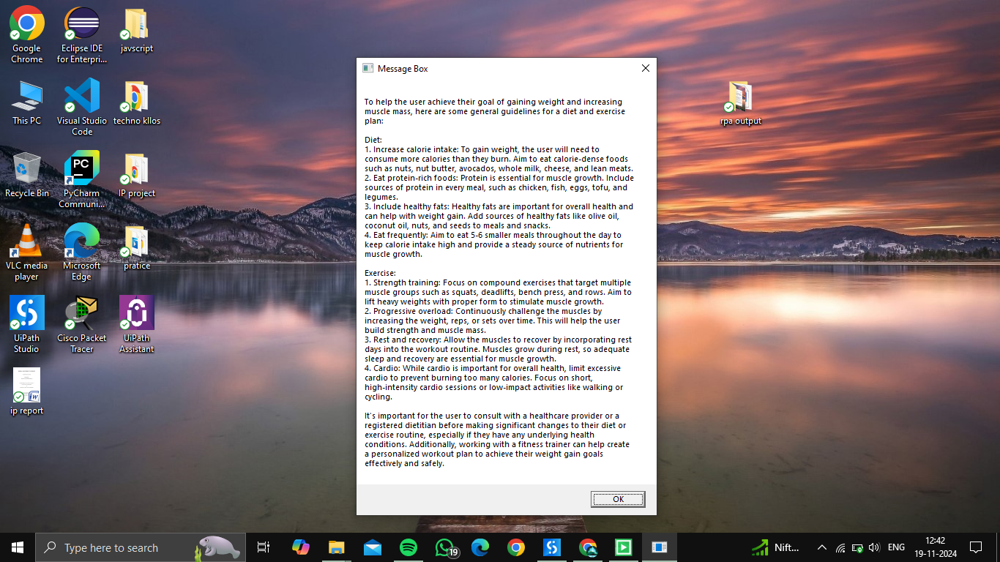 Google
Chrome
Eclipse IDE
for Enterpri...
javscript
This PC
Visual Studio
Code
techno kllos
Recycle Bin
PC
PyCharm
Communi...
IP project
VLC media
player
Microsoft
Edge
pratice
UiPath
Studio
Cisco Packet
Tracer
UiPath
Assistant
ip report
rpa output
Message Box
To help the user achieve their goal of gaining weight and increasing
muscle mass, here are some general guidelines for a diet and exercise
plan:
Diet:
1. Increase calorie intake: To gain weight, the user will need to
consume more calories than they burn. Aim to eat calorie-dense foods
such as nuts, nut butter, avocados, whole milk, cheese, and lean meats.
2. Eat protein-rich foods: Protein is essential for muscle growth. Include
sources of protein in every meal, such as chicken, fish, eggs, tofu, and
legumes.
3. Include healthy fats: Healthy fats are important for overall health and
can help with weight gain. Add sources of healthy fats like olive oil,
coconut oil, nuts, and seeds to meals and snacks.
4. Eat frequently: Aim to eat 5-6 smaller meals throughout the day to
keep calorie intake high and provide a steady source of nutrients for
muscle growth.
Exercise:
1. Strength training: Focus on compound exercises that target multiple
muscle groups such as squats, deadlifts, bench press, and rows. Aim to
lift heavy weights with proper form to stimulate muscle growth.
2. Progressive overload: Continuously challenge the muscles by
increasing the weight, reps, or sets over time. This will help the user
build strength and muscle mass.
3. Rest and recovery: Allow the muscles to recover by incorporating rest
days into the workout routine. Muscles grow during rest, so adequate
sleep and recovery are essential for muscle growth.
4. Cardio: While cardio is important for overall health, limit excessive
cardio to prevent burning too many calories. Focus on short,
high-intensity cardio sessions or low-impact activities like walking or
cycling.
It's important for the user to consult with a healthcare provider or a
registered dietitian before making significant changes to their diet or
exercise routine, especially if they have any underlying health
conditions. Additionally, working with a fitness trainer can help create
a personalized workout plan to achieve their weight gain goals
effectively and safely.
OK
Type here to search
19
Nift...
ENG
12:42
19-11-2024